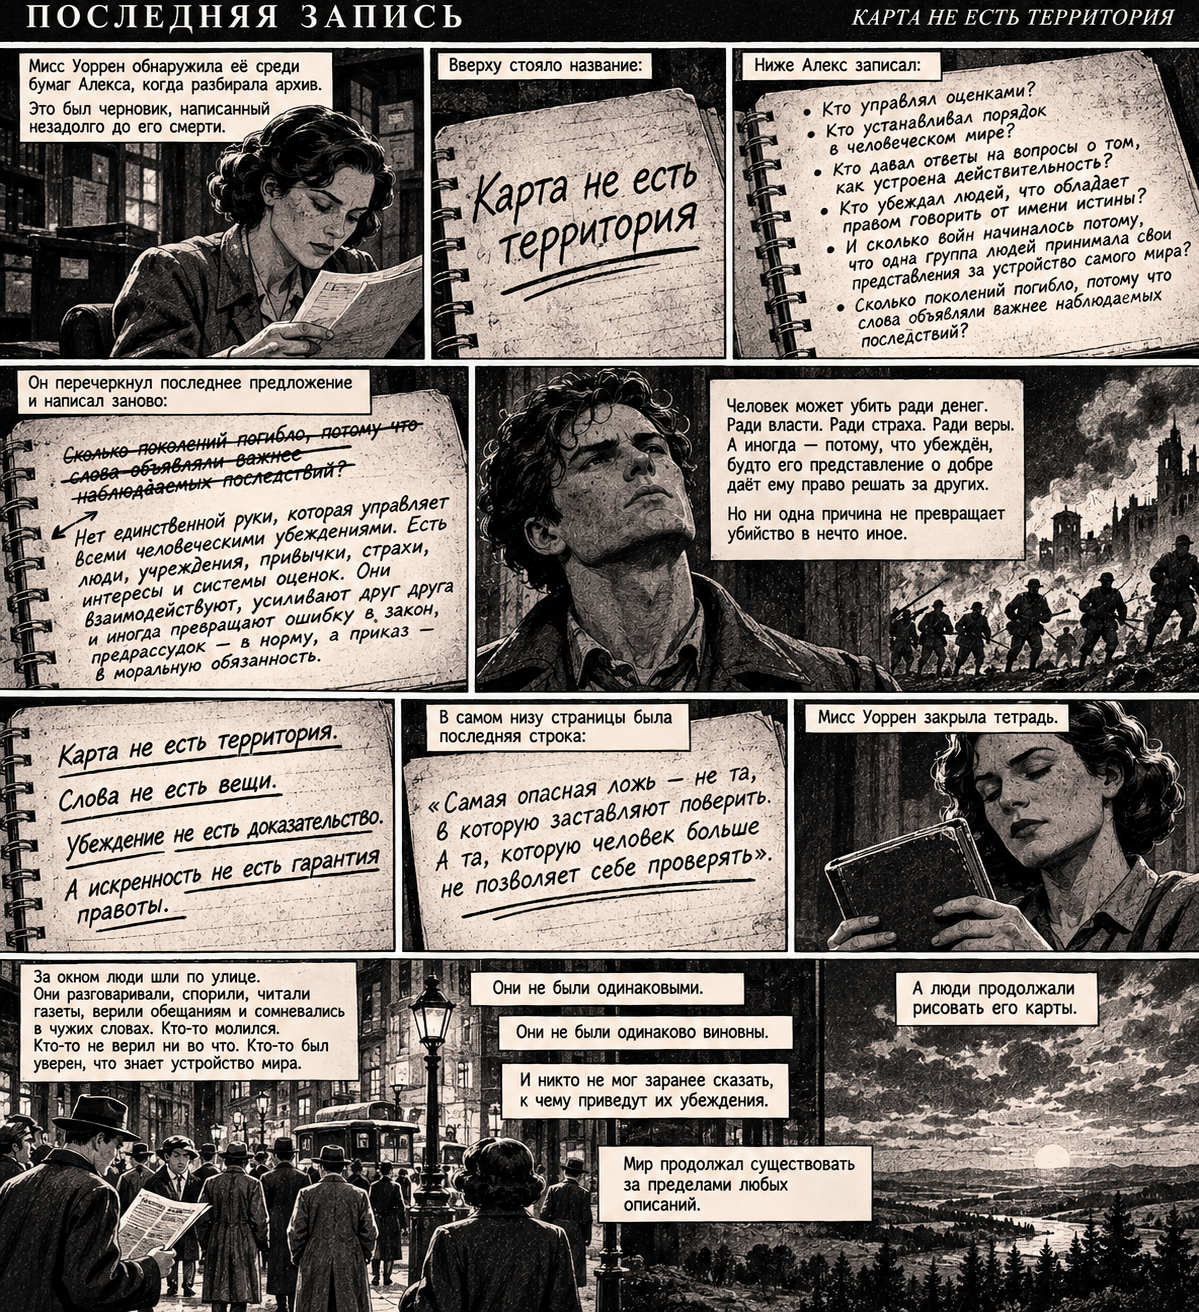 ПОСЛЕДНЯЯ ЗАПИСЬ
КАРТА НЕ ЕСТЬ ТЕРРИТОРИЯ
Мисс Уоррен обнаружила её среди
бумаг Алекса, когда разбирала архив.
Это был черновик, написанный
незадолго до его смерти.
Вверху стояло название:
Карта не есть
территория
Ниже Алекс записал:
• Кто управлял оценками?
• Кто устанавливал порядок
в человеческом мире?
• Кто давал ответы на вопросы о том,
как устроена действительность?
• Кто убеждал людей, что обладает
правом говорить от имени истины?
• И сколько войн начиналось потому,
что одна группа людей принимала свои
представления за устройство самого мира?
• Сколько поколений погибло, потому что
слова объявляли важнее наблюдаемых
последствий?
Он перечеркнул последнее предложение
и написал заново:
Сколько поколений погибло, потому что
слова объявляли важнее
наблюдаемых последствий?
Нет единственной руки, которая управляет
всеми человеческими убеждениями. Есть
люди, учреждения, привычки, страхи,
интересы и системы оценок. Они
взаимодействуют, усиливают друг друга
и иногда превращают ошибку в закон,
предрассудок — в норму, а приказ —
в моральную обязанность.
Человек может убить ради денег.
Ради власти. Ради страха. Ради веры.
А иногда — потому, что убеждён,
будто его представление о добре
даёт ему право решать за других.
Но ни одна причина не превращает
убийство в нечто иное.
Карта не есть территория.
Слова не есть вещи.
Убеждение не есть доказательство.
А искренность не есть гарантия
правоты.
В самом низу страницы была
последняя строка:
«Самая опасная ложь — не та,
в которую заставляют поверить.
А та, которую человек больше
не позволяет себе проверять».
Мисс Уоррен закрыла тетрадь.
За окном люди шли по улице.
Они разговаривали, спорили, читали
газеты, верили обещаниям и сомневались
в чужих словах. Кто-то молился.
Кто-то не верил ни во что. Кто-то был
уверен, что знает устройство мира.
Они не были одинаковыми.
Они не были одинаково виновны.
И никто не мог заранее сказать,
к чему приведут их убеждения.
Мир продолжал существовать
за пределами любых
описаний.
А люди продолжали
рисовать его карты.